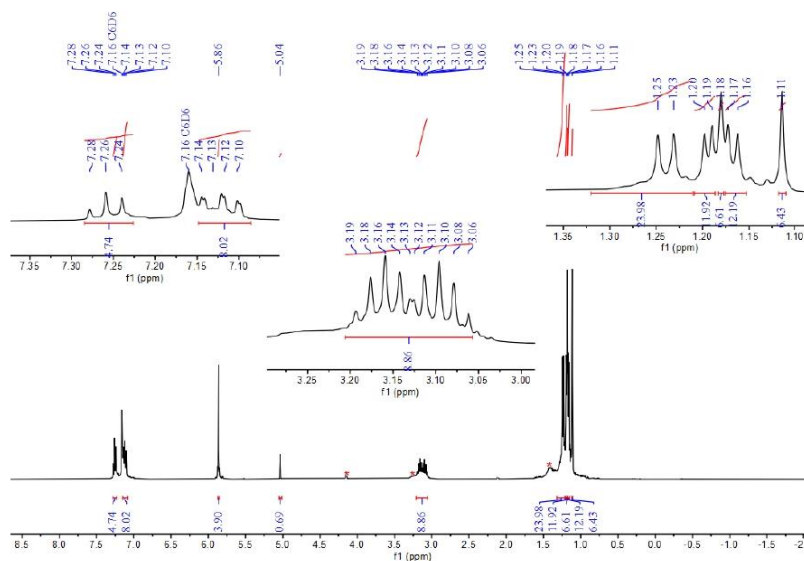 7.28 7.26 7.24 7.16 C6D6 7.14 7.13 7.12 7.10 5.86 5.04 3.19 3.18 3.16 3.14 3.13 3.12 3.11 3.10 3.08 3.06 1.25 1.23 1.20 1.19 1.18 1.17 1.16 1.11
1.25 1.23 1.20 1.19 1.18 1.17 1.16 1.11
7.28 7.26 7.24 7.16 C6D6 7.14 7.13 7.12 7.10
23.98 6.61 12.19 6.43
1.35 1.30 1.25 1.20 1.15 1.10
f1 (ppm)
4.74 8.02
7.35 7.30 7.25 7.20 7.15 7.10
f1 (ppm)
3.19 3.18 3.16 3.14 3.13 3.12 3.11 3.10 3.08 3.06
8.86
3.25 3.20 3.15 3.10 3.05 3.00
f1 (ppm)
* * *
4.74 8.02 3.90 0.69 8.86 23.98 11.92 6.61 12.19 6.43
8.5 8.0 7.5 7.0 6.5 6.0 5.5 5.0 4.5 4.0 3.5 3.0 2.5 2.0 1.5 1.0 0.5 0.0 -0.5 -1.0 -1.5 -2
f1 (ppm)